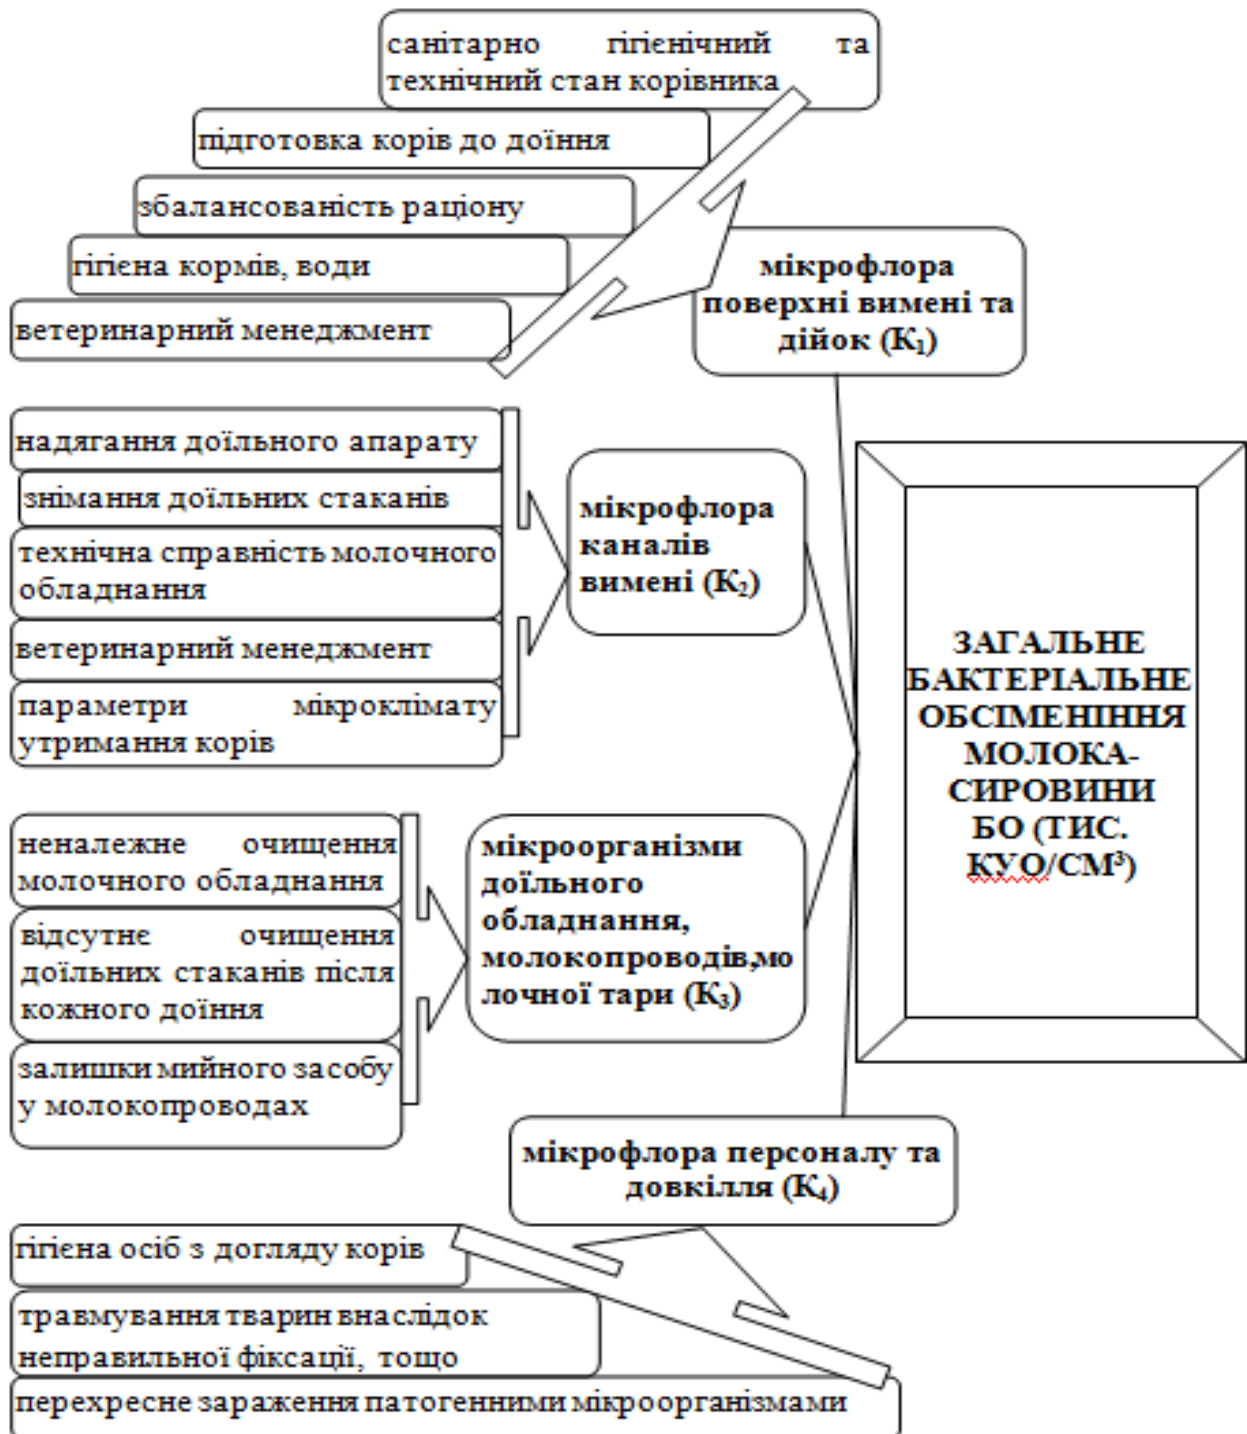 санітарно гігієнічний та
технічний стан корівника
підготовка корів до доїння
збалансованість раціону
гігієна кормів, води
ветеринарний менеджмент
мікрофлора
поверхні вимені та
дійок (К₁)
надягання доїльного апарату
знімання доїльних стаканів
технічна справність молочного
обладнання
ветеринарний менеджмент
параметри мікроклімату
утримання корів
мікрофлора
каналів
вимені (К₂)
неналежне очищення
молочного обладнання
відсутнє очищення
доїльних стаканів після
кожного доїння
залишки мийного засобу
у молокопроводах
мікроорганізми
доїльного
обладнання,
молокопроводів,мо
лочної тари (К₃)
мікрофлора персоналу та
довкілля (К₄)
гігієна осіб з догляду корів
травмування тварин внаслідок
неправильної фіксації, тощо
перехресне зараження патогенними мікроорганізмами
ЗАГАЛЬНЕ
БАКТЕРІАЛЬНЕ
ОБСІМЕНІННЯ
МОЛОКА-
СИРОВИНИ
БО (ТИС.
КУО/СМ³)